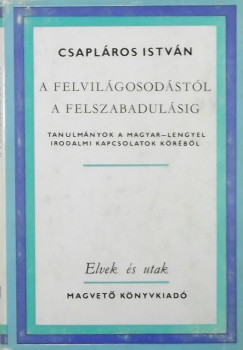 CSAPLÁROS ISTVÁN
A FELVILÁGOSODÁSTÓL
A FELSZABADULÁSIG
TANULMÁNYOK A MAGYAR–LENGYEL
IRODALMI KAPCSOLATOK KÖRÉBŐL
Elvek és utak
MAGVETŐ KÖNYVKIADÓ